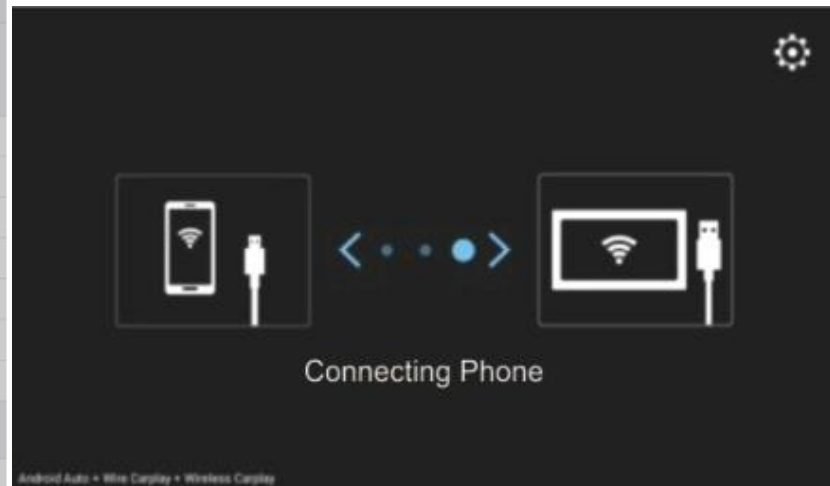 Connecting Phone
Android Auto + Wire Carplay + Wireless Carplay